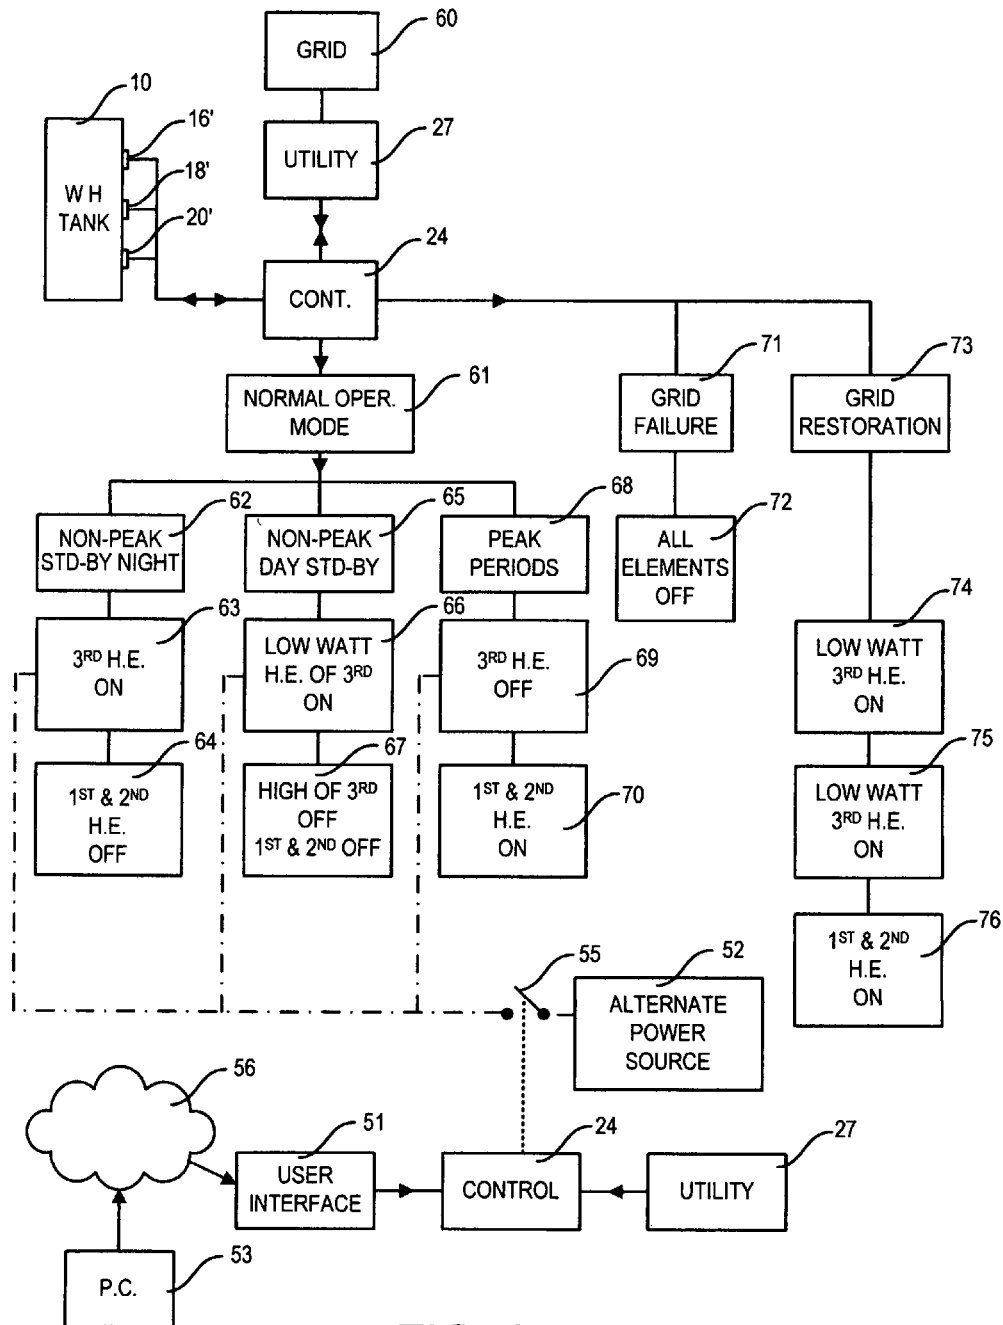 60
GRID
10
16'
27
UTILITY
18'
W H
TANK
20'
24
CONT.
71
73
61
NORMAL OPER.
MODE
GRID
FAILURE
GRID
RESTORATION
62
65
68
72
NON-PEAK
STD-BY NIGHT
NON-PEAK
DAY STD-BY
PEAK
PERIODS
ALL
ELEMENTS
OFF
63
66
74
3RD H.E.
ON
LOW WATT
H.E. OF 3RD
ON
3RD H.E.
OFF
69
LOW WATT
3RD H.E.
ON
64
67
75
1ST & 2ND
H.E.
OFF
HIGH OF 3RD
OFF
1ST & 2ND OFF
1ST & 2ND
H.E.
ON
70
LOW WATT
3RD H.E.
ON
76
1ST & 2ND
H.E.
ON
55
52
ALTERNATE
POWER
SOURCE
56
51
24
27
USER
INTERFACE
CONTROL
UTILITY
53
P.C.